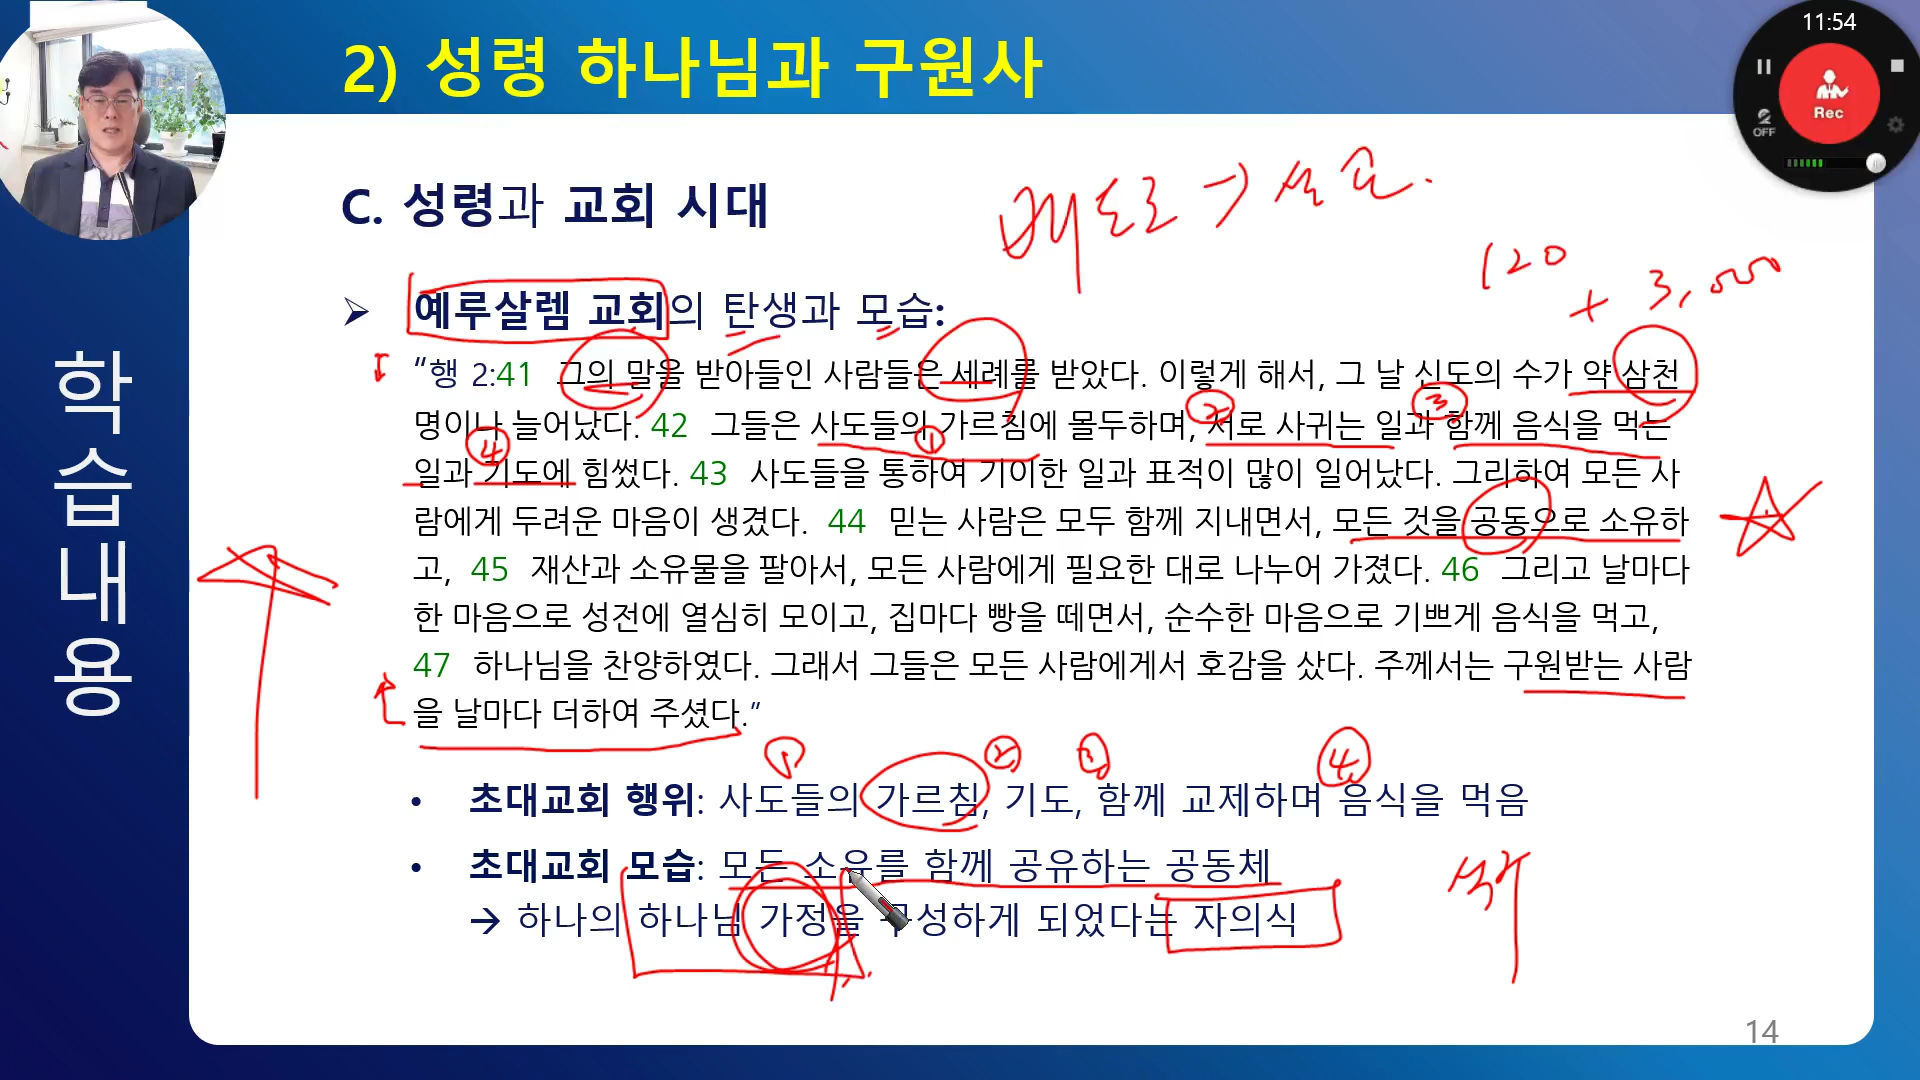 11:54
Rec
OFF
2) 성령 하나님과 구원사
학습내용
C. 성령과 교회 시대
베드로 → 설교.
120
+ 3,000
➢ 예루살렘 교회의 탄생과 모습:
“행 2:41 그의 말을 받아들인 사람들은 세례를 받았다. 이렇게 해서, 그 날 신도의 수가 약 삼천
명이나 늘어났다. 42 그들은 사도들의 가르침에 몰두하며, 서로 사귀는 일과 함께 음식을 먹는
일과 기도에 힘썼다. 43 사도들을 통하여 기이한 일과 표적이 많이 일어났다. 그리하여 모든 사
람에게 두려운 마음이 생겼다. 44 믿는 사람은 모두 함께 지내면서, 모든 것을 공동으로 소유하
고, 45 재산과 소유물을 팔아서, 모든 사람에게 필요한 대로 나누어 가졌다. 46 그리고 날마다
한 마음으로 성전에 열심히 모이고, 집마다 빵을 떼면서, 순수한 마음으로 기쁘게 음식을 먹고,
47 하나님을 찬양하였다. 그래서 그들은 모든 사람에게서 호감을 샀다. 주께서는 구원받는 사람
을 날마다 더하여 주셨다.”
① ② ③ ④
• 초대교회 행위: 사도들의 가르침, 기도, 함께 교제하며 음식을 먹음
• 초대교회 모습: 모든 소유를 함께 공유하는 공동체
→ 하나의 하나님 가정을 구성하게 되었다는 자의식
14